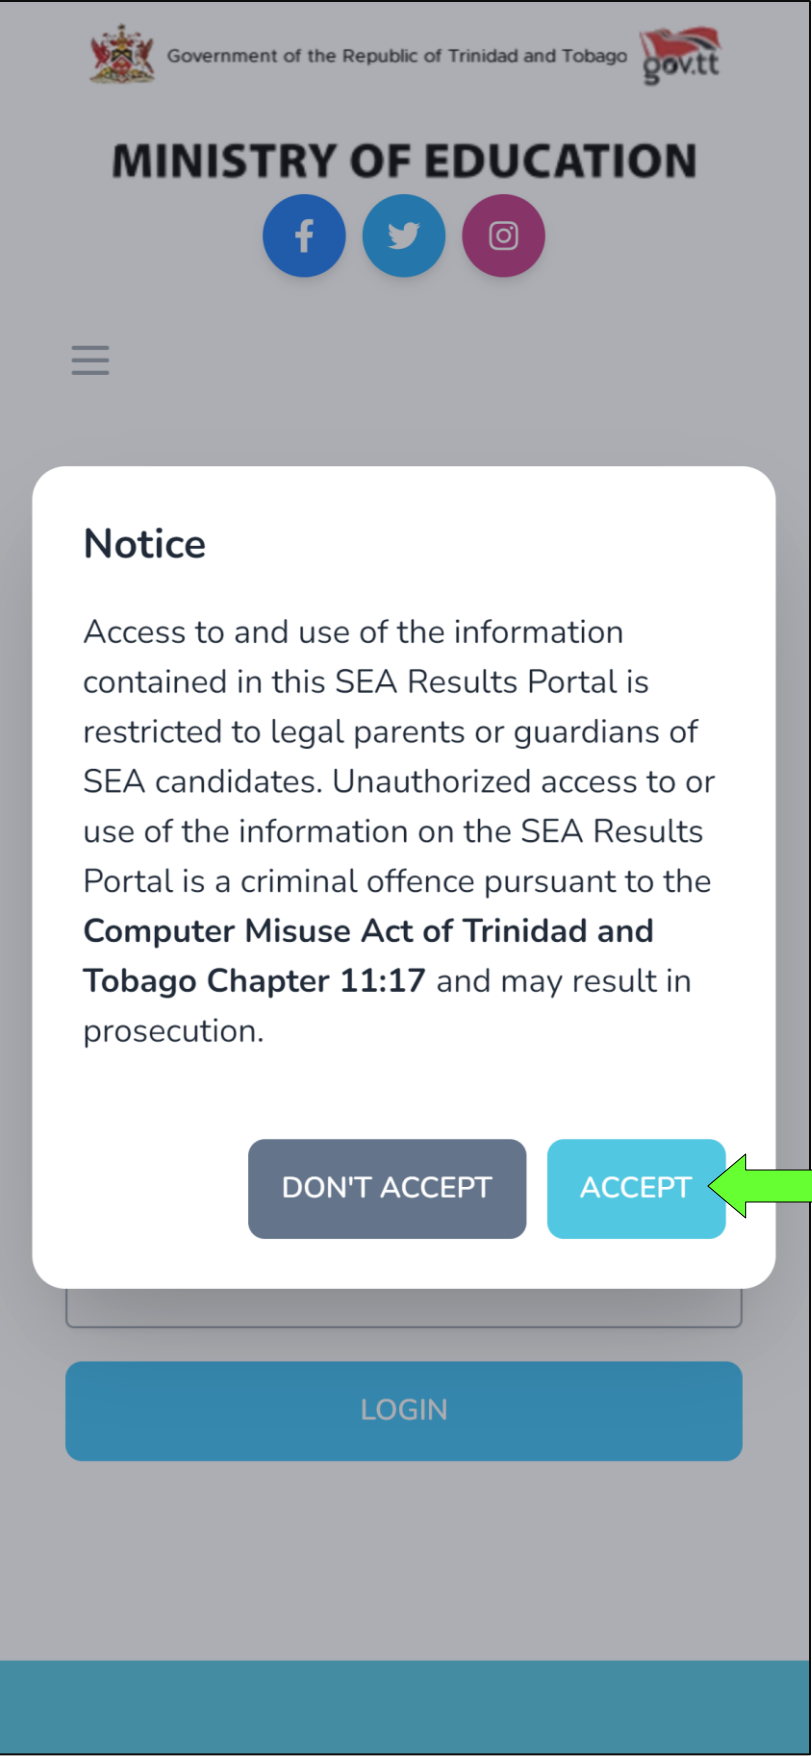 Government of the Republic of Trinidad and Tobago
gov.tt
MINISTRY OF EDUCATION
Notice
Access to and use of the information
contained in this SEA Results Portal is
restricted to legal parents or guardians of
SEA candidates. Unauthorized access to or
use of the information on the SEA Results
Portal is a criminal offence pursuant to the
Computer Misuse Act of Trinidad and
Tobago Chapter 11:17 and may result in
prosecution.
DON'T ACCEPT
ACCEPT
LOGIN